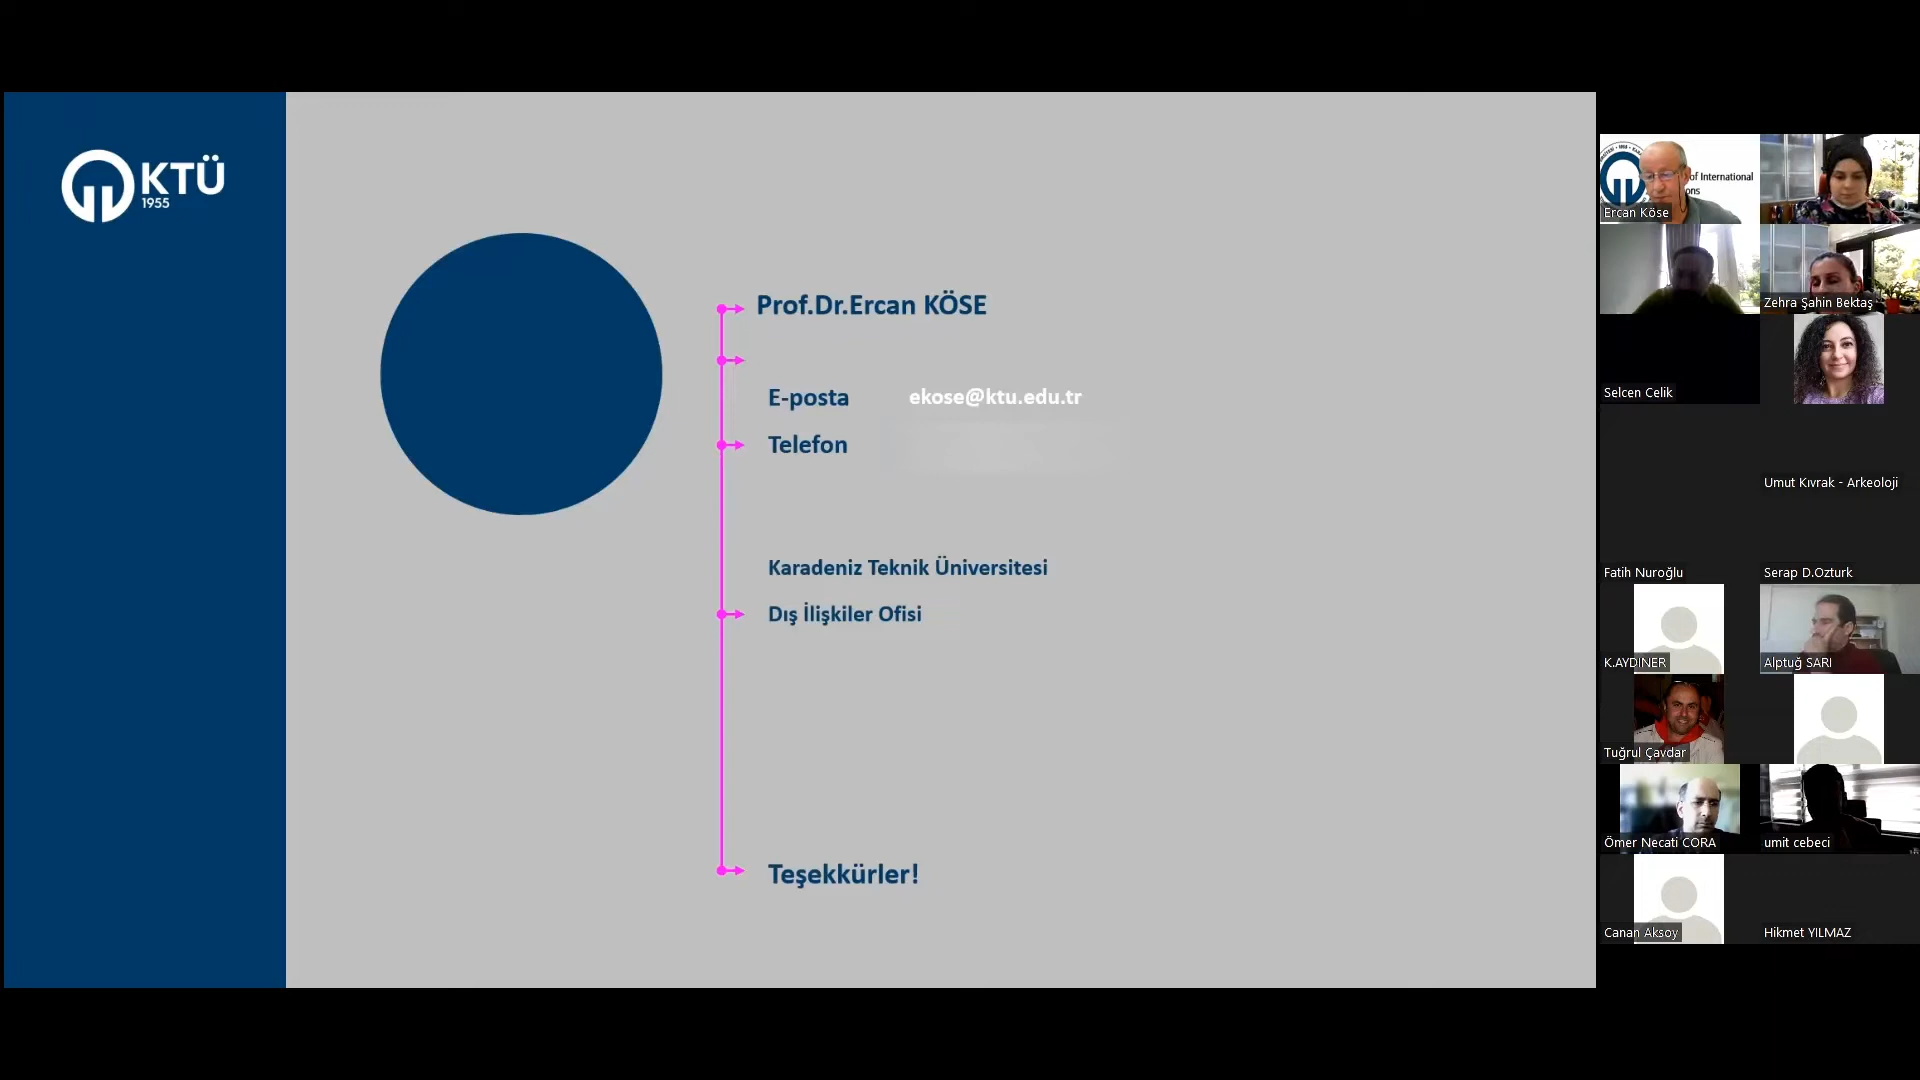 KTÜ
1955
Prof.Dr.Ercan KÖSE
E-posta ekose@ktu.edu.tr
Telefon
Karadeniz Teknik Üniversitesi
Dış İlişkiler Ofisi
Teşekkürler!
of International
ons
Ercan Köse
Zehra Şahin Bektaş
Selcen Celik
Umut Kıvrak - Arkeoloji
Fatih Nuroğlu
Serap D.Ozturk
K.AYDINER
Alptuğ SARI
Tuğrul Çavdar
Ömer Necati CORA
umit cebeci
Canan Aksoy
Hikmet YILMAZ